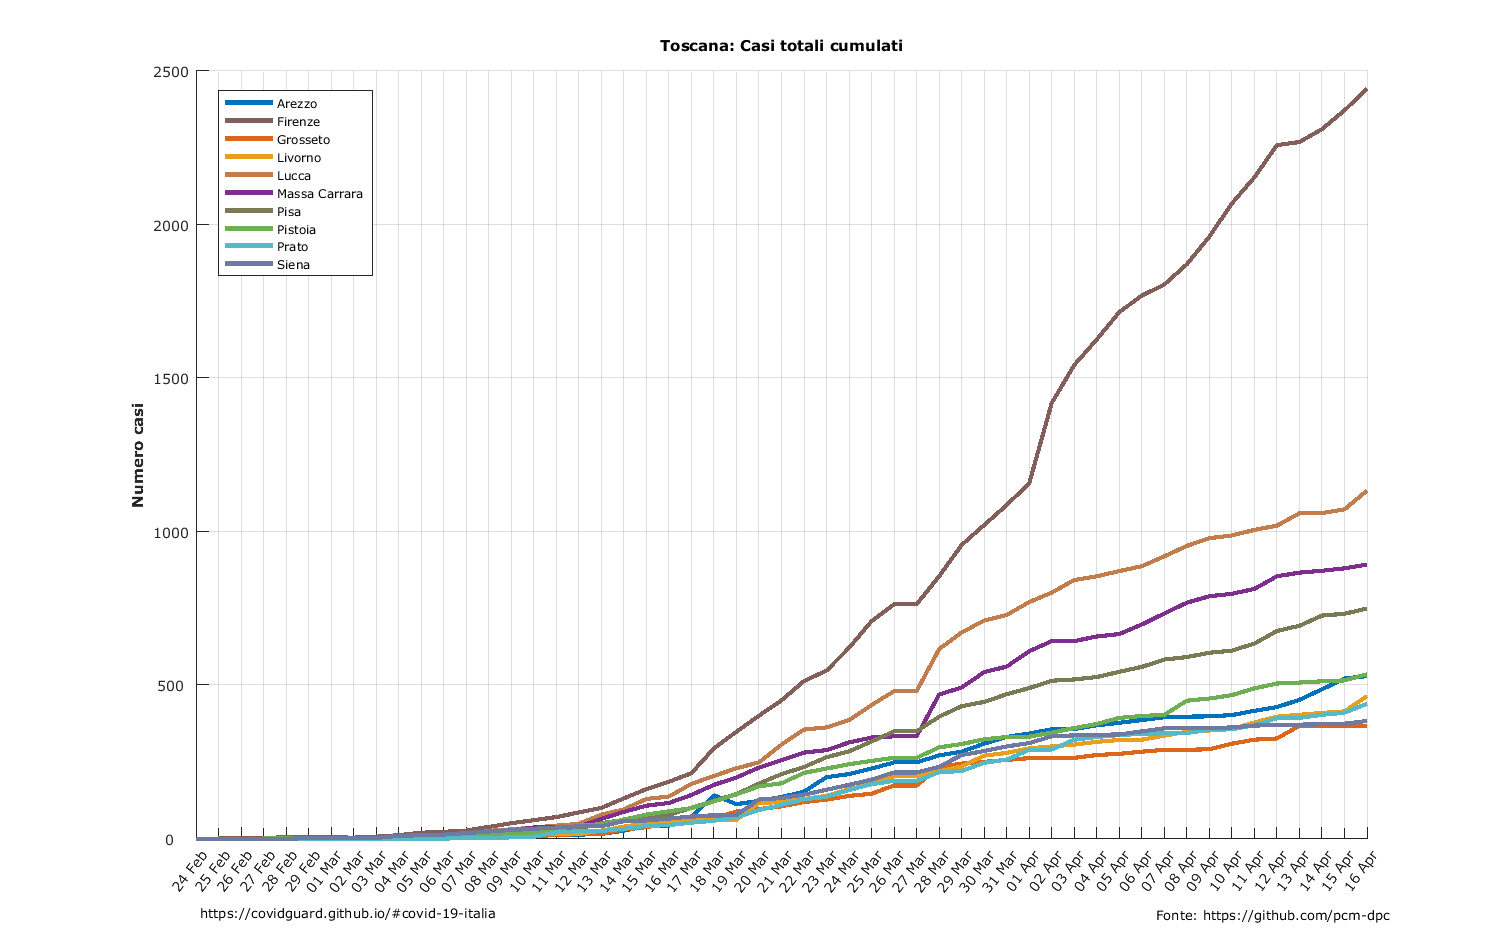 Toscana: Casi totali cumulati
2500
2000
1500
1000
500
0
Numero casi
Arezzo
Firenze
Grosseto
Livorno
Lucca
Massa Carrara
Pisa
Pistoia
Prato
Siena
24 Feb
25 Feb
26 Feb
27 Feb
28 Feb
29 Feb
01 Mar
02 Mar
03 Mar
04 Mar
05 Mar
06 Mar
07 Mar
08 Mar
09 Mar
10 Mar
11 Mar
12 Mar
13 Mar
14 Mar
15 Mar
16 Mar
17 Mar
18 Mar
19 Mar
20 Mar
21 Mar
22 Mar
23 Mar
24 Mar
25 Mar
26 Mar
27 Mar
28 Mar
29 Mar
30 Mar
31 Mar
01 Apr
02 Apr
03 Apr
04 Apr
05 Apr
06 Apr
07 Apr
08 Apr
09 Apr
10 Apr
11 Apr
12 Apr
13 Apr
14 Apr
15 Apr
16 Apr
https://covidguard.github.io/#covid-19-italia
Fonte: https://github.com/pcm-dpc